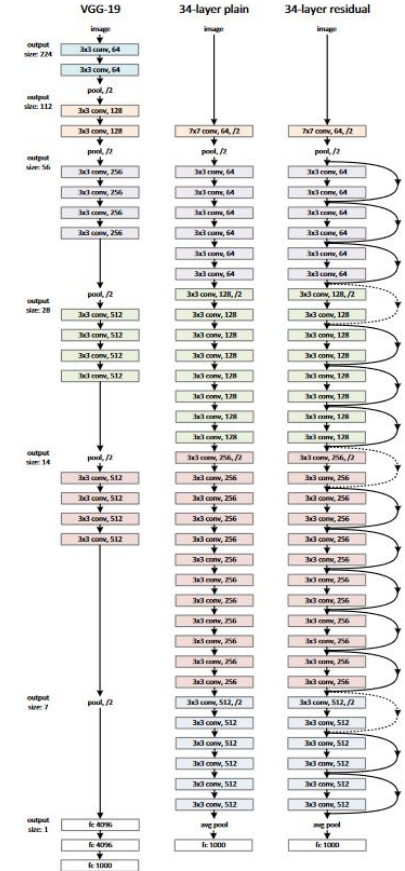 VGG-19
image
output
size: 224
3x3 conv, 64
3x3 conv, 64
pool, /2
output
size: 112
3x3 conv, 128
3x3 conv, 128
pool, /2
output
size: 56
3x3 conv, 256
3x3 conv, 256
3x3 conv, 256
3x3 conv, 256
pool, /2
output
size: 28
3x3 conv, 512
3x3 conv, 512
3x3 conv, 512
3x3 conv, 512
pool, /2
output
size: 14
3x3 conv, 512
3x3 conv, 512
3x3 conv, 512
3x3 conv, 512
pool, /2
output
size: 7
output
size: 1
fc 4096
fc 4096
fc 1000
34-layer plain
image
7x7 conv, 64, /2
pool, /2
3x3 conv, 64
3x3 conv, 64
3x3 conv, 64
3x3 conv, 64
3x3 conv, 64
3x3 conv, 64
3x3 conv, 128, /2
3x3 conv, 128
3x3 conv, 128
3x3 conv, 128
3x3 conv, 128
3x3 conv, 128
3x3 conv, 128
3x3 conv, 128
3x3 conv, 256, /2
3x3 conv, 256
3x3 conv, 256
3x3 conv, 256
3x3 conv, 256
3x3 conv, 256
3x3 conv, 256
3x3 conv, 256
3x3 conv, 256
3x3 conv, 256
3x3 conv, 256
3x3 conv, 256
3x3 conv, 512, /2
3x3 conv, 512
3x3 conv, 512
3x3 conv, 512
3x3 conv, 512
3x3 conv, 512
avg pool
fc 1000
34-layer residual
image
7x7 conv, 64, /2
pool, /2
3x3 conv, 64
3x3 conv, 64
3x3 conv, 64
3x3 conv, 64
3x3 conv, 64
3x3 conv, 64
3x3 conv, 128, /2
3x3 conv, 128
3x3 conv, 128
3x3 conv, 128
3x3 conv, 128
3x3 conv, 128
3x3 conv, 128
3x3 conv, 128
3x3 conv, 256, /2
3x3 conv, 256
3x3 conv, 256
3x3 conv, 256
3x3 conv, 256
3x3 conv, 256
3x3 conv, 256
3x3 conv, 256
3x3 conv, 256
3x3 conv, 256
3x3 conv, 256
3x3 conv, 256
3x3 conv, 512, /2
3x3 conv, 512
3x3 conv, 512
3x3 conv, 512
3x3 conv, 512
3x3 conv, 512
avg pool
fc 1000